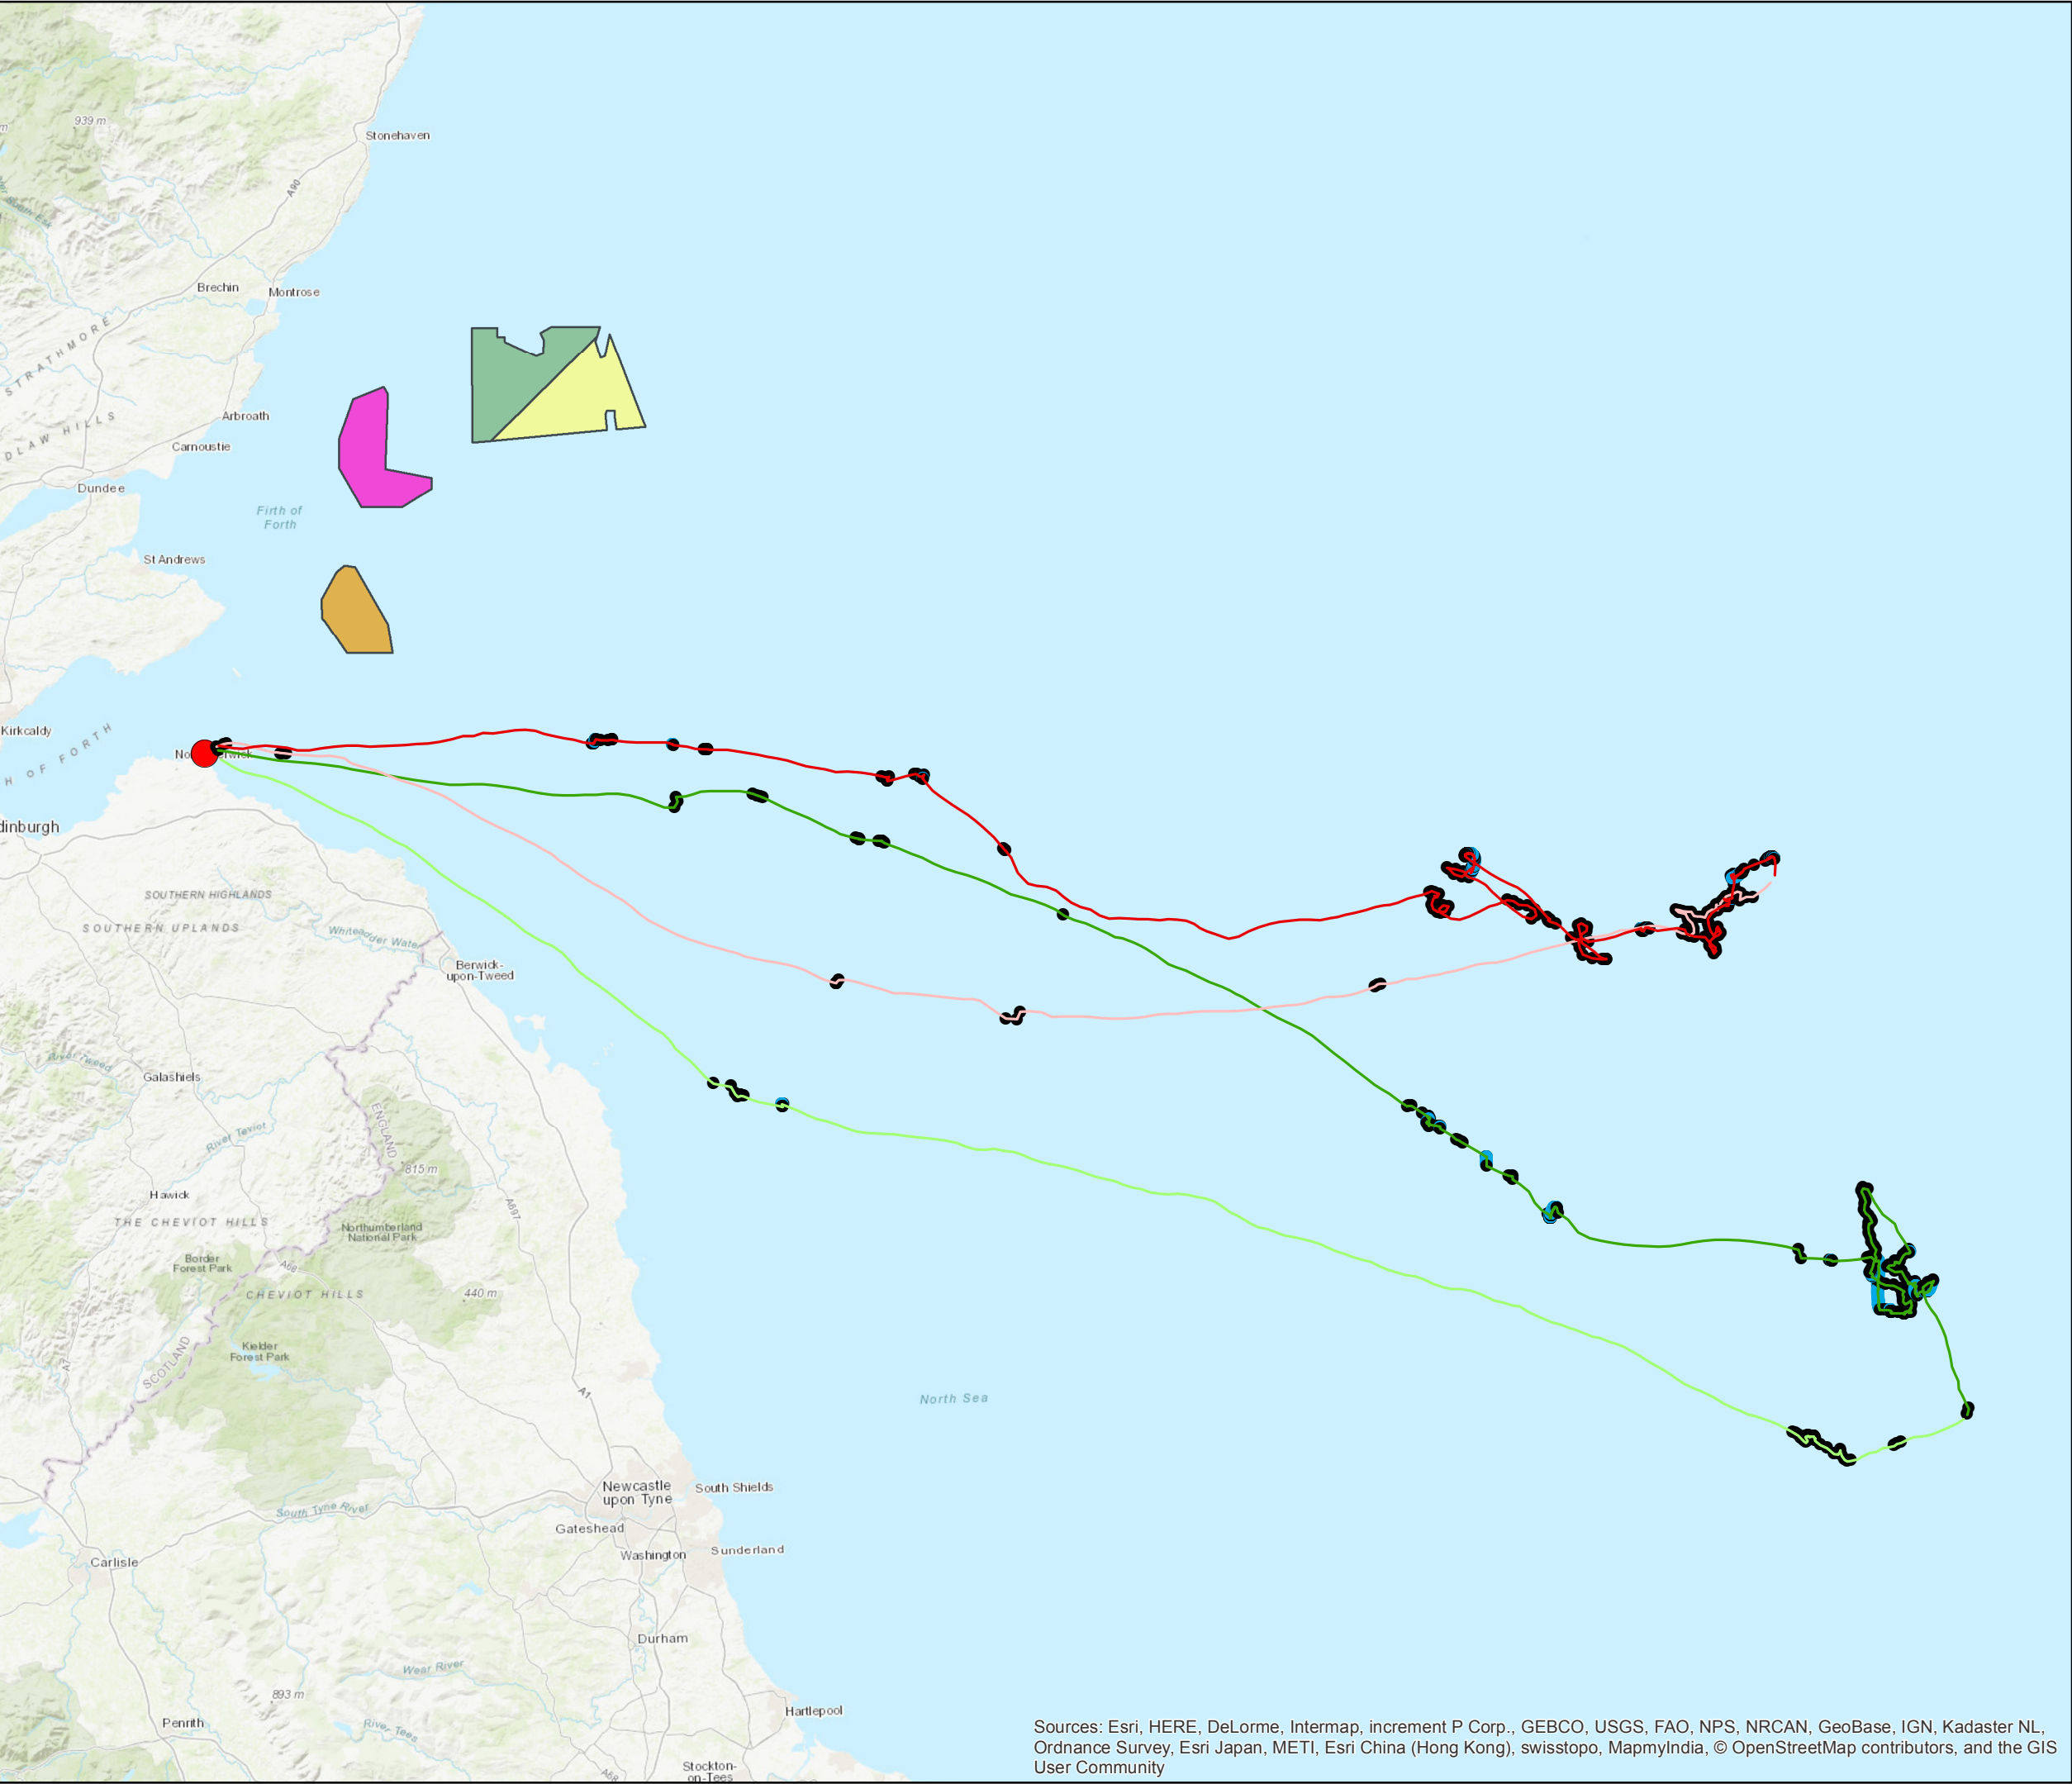 939 m
Stonehaven
A90
South Esk
Brechin
Montrose
STRATHMORE
Arbroath
DLAW HILLS
Carnoustie
Dundee
Firth of
Forth
St Andrews
Kirkcaldy
H OF FORTH
dinburgh
SOUTHERN HIGHLANDS
SOUTHERN UPLANDS
Whiteadder Water
Berwick-
upon-Tweed
River Tweed
Galashiels
ENGLAND
River Teviot
815 m
Hawick
A697
THE CHEVIOT HILLS
Northumberland
National Park
Border
Forest Park
A68
CHEVIOT HILLS
440 m
Kielder
Forest Park
A7
SCOTLAND
A1
North Sea
Newcastle
upon Tyne
South Shields
South Tyne River
Gateshead
Washington
Sunderland
Carlisle
Durham
West River
893 m
Penrith
River Tees
Hartlepool
Stockton-
on-Tees
A68
Sources: Esri, HERE, DeLorme, Intermap, increment P Corp., GEBCO, USGS, FAO, NPS, NRCAN, GeoBase, IGN, Kadaster NL,
Ordnance Survey, Esri Japan, METI, Esri China (Hong Kong), swisstopo, MapmyIndia, © OpenStreetMap contributors, and the GIS
User Community